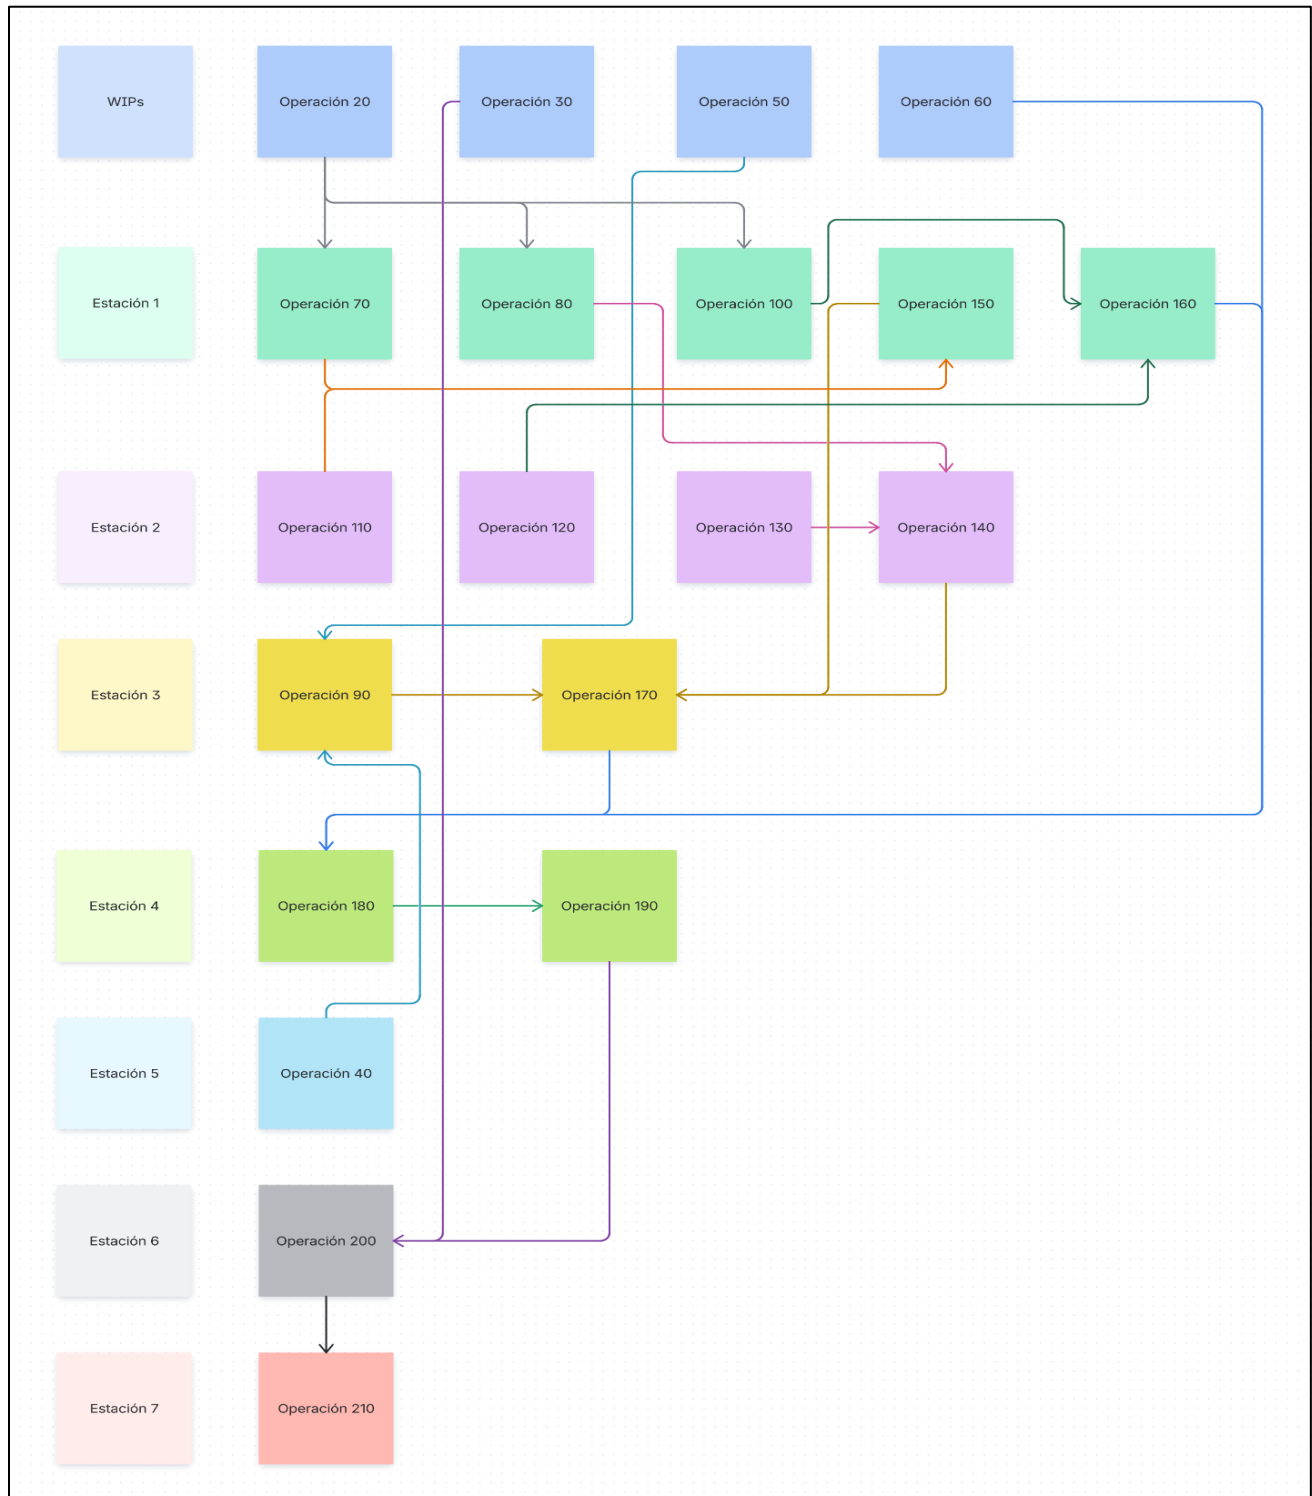 WIPs
Operación 20
Operación 30
Operación 50
Operación 60
Estación 1
Operación 70
Operación 80
Operación 100
Operación 150
Operación 160
Estación 2
Operación 110
Operación 120
Operación 130
Operación 140
Estación 3
Operación 90
Operación 170
Estación 4
Operación 180
Operación 190
Estación 5
Operación 40
Estación 6
Operación 200
Estación 7
Operación 210